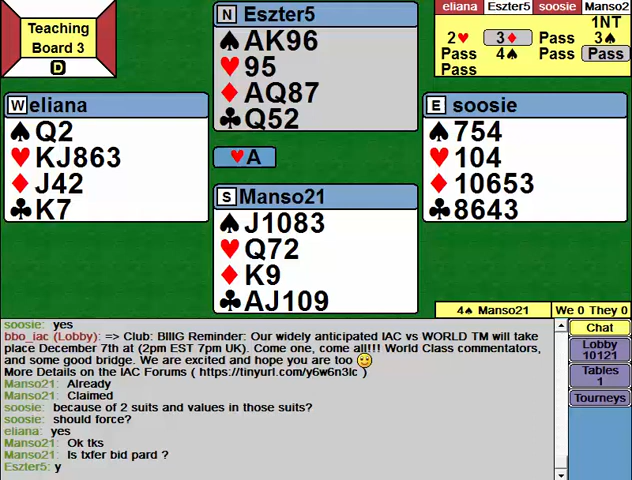 Teaching
Board 3
D
N Eszter5
♠AK96
♥95
♦AQ87
♣Q52
eliana Eszter5 soosie Manso2
1NT
2♥ 3♦ Pass 3♠
Pass 4♠ Pass Pass
Pass
W eliana
♠Q2
♥KJ863
♦J42
♣K7
♥A
E soosie
♠754
♥104
♦10653
♣8643
S Manso21
♠J1083
♥Q72
♦K9
♣AJ109
4♠ Manso21 We 0 They 0
soosie: yes
bbo_iac (Lobby): => Club: BIIIG Reminder: Our widely anticipated IAC vs WORLD TM will take
place December 7th at (2pm EST 7pm UK). Come one, come all!!! World Class commentators,
and some good bridge. We are excited and hope you are too
More Details on the IAC Forums ( https://tinyurl.com/y6w6n3lc )
Manso21: Already
Manso21: Claimed
soosie: because of 2 suits and values in those suits?
soosie: should force?
eliana: yes
Manso21: Ok tks
Manso21: Is txfer bid pard ?
Eszter5: y
Chat
Lobby
10121
Tables
1
Tourneys